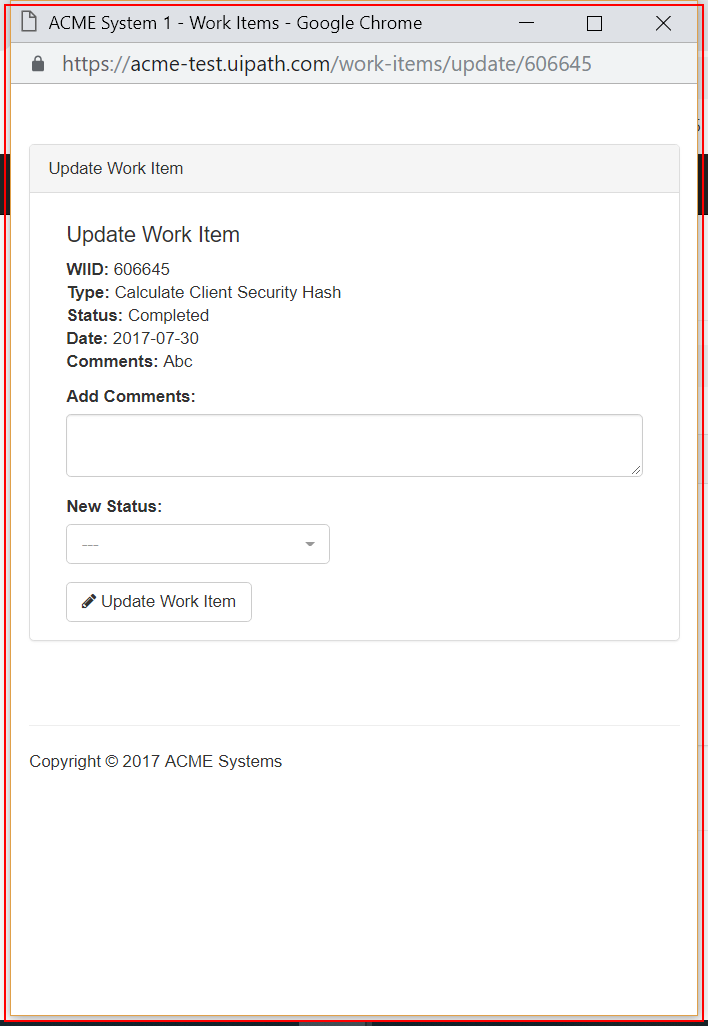 ACME System 1 - Work Items - Google Chrome
https://acme-test.uipath.com/work-items/update/606645
Update Work Item
Update Work Item
WIID: 606645
Type: Calculate Client Security Hash
Status: Completed
Date: 2017-07-30
Comments: Abc
Add Comments:
New Status:
---
Update Work Item
Copyright © 2017 ACME Systems